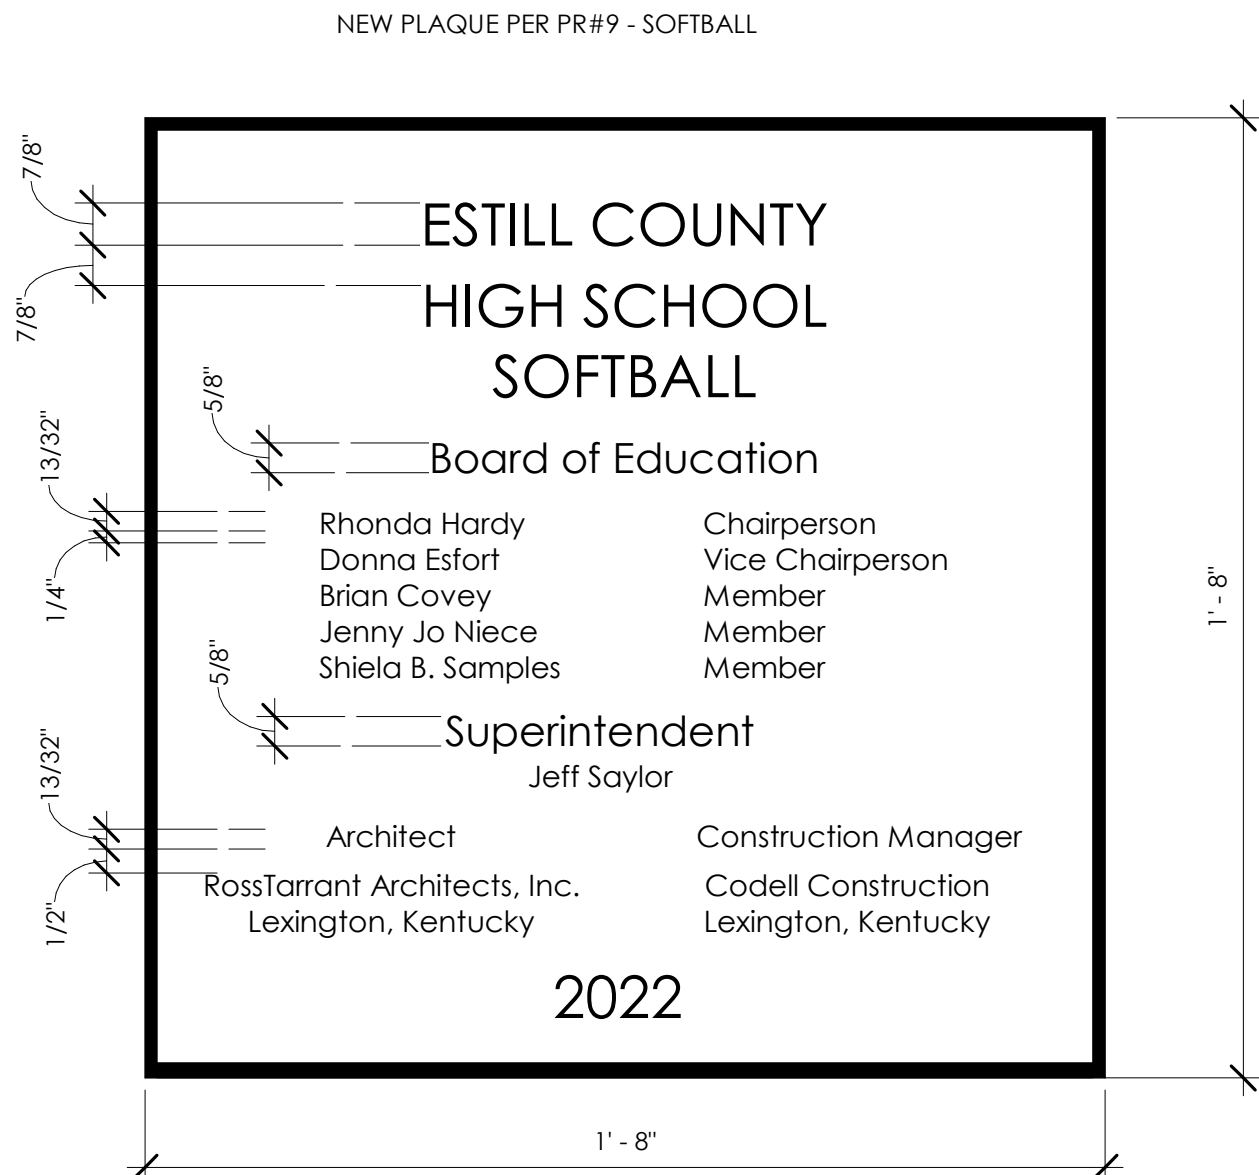 NEW PLAQUE PER PR#9 - SOFTBALL
7/8"
ESTILL COUNTY
7/8"
HIGH SCHOOL
SOFTBALL
5/8"
Board of Education
13/32"
Rhonda Hardy Chairperson
Donna Esfort Vice Chairperson
1/4"
Brian Covey Member
1' - 8"
Jenny Jo Niece Member
Shiela B. Samples Member
5/8"
Superintendent
Jeff Saylor
13/32"
Architect Construction Manager
1/2"
RossTarrant Architects, Inc. Codell Construction
Lexington, Kentucky Lexington, Kentucky
2022
1' - 8"